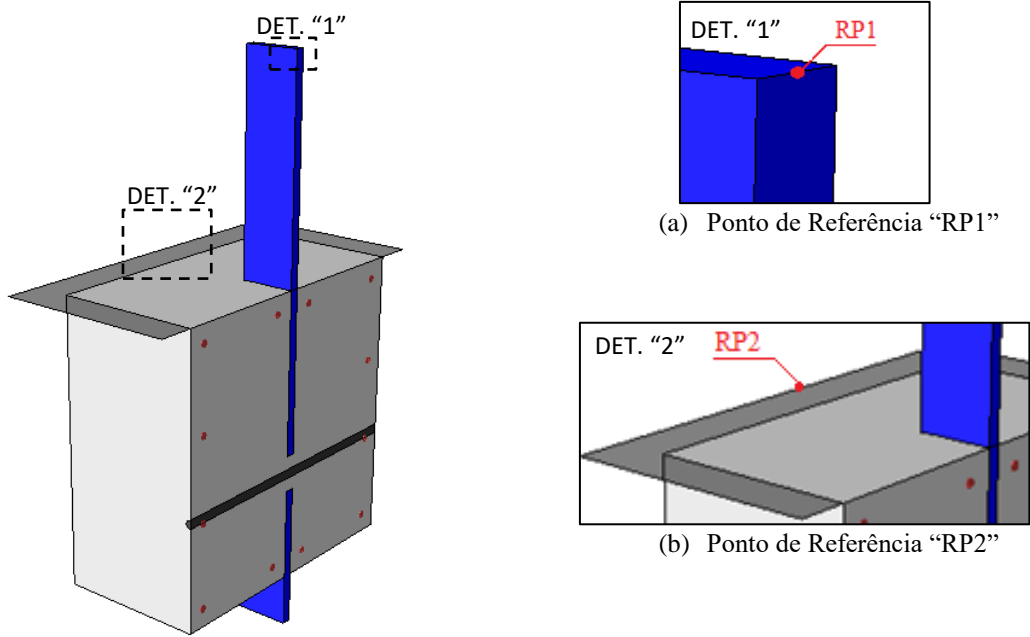 DET. “1”
DET. “2”
DET. “1”
RP1
(a) Ponto de Referência “RP1”
DET. “2”
RP2
(b) Ponto de Referência “RP2”